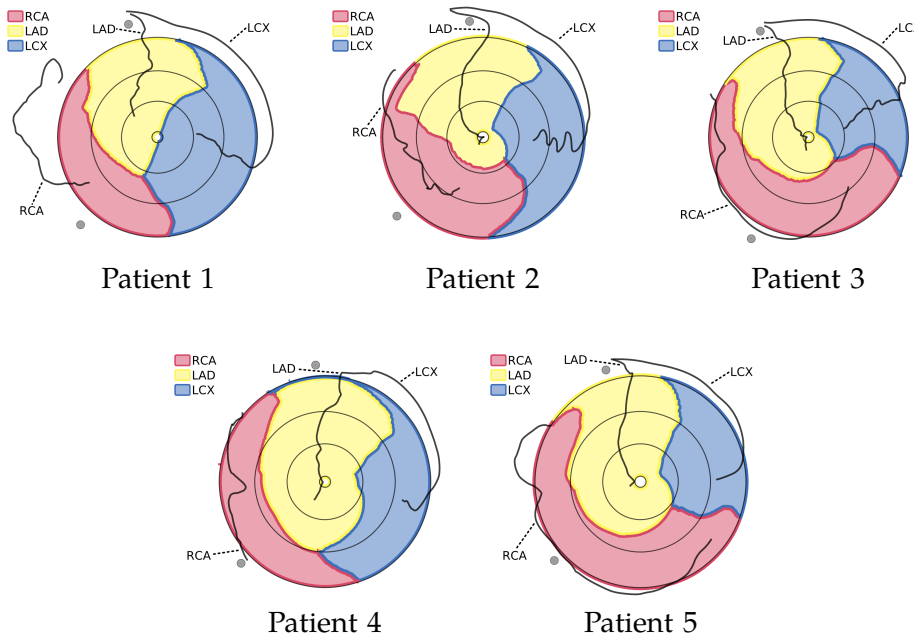 RCA
LAD
LCX
LAD
LCX
RCA
Patient 1
RCA
LAD
LCX
LAD
LCX
RCA
Patient 2
RCA
LAD
LCX
LAD
LCX
RCA
Patient 3
RCA
LAD
LCX
LAD
LCX
RCA
Patient 4
RCA
LAD
LCX
LAD
LCX
RCA
Patient 5